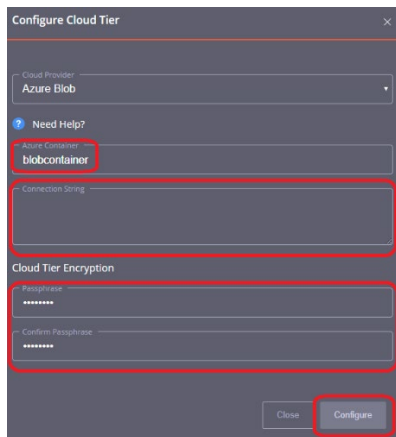 Configure Cloud Tier
Cloud Provider
Azure Blob
Need Help?
Azure Container
blobcontainer
Connection String
Cloud Tier Encryption
Passphrase
••••••••
Confirm Passphrase
••••••••
Close
Configure